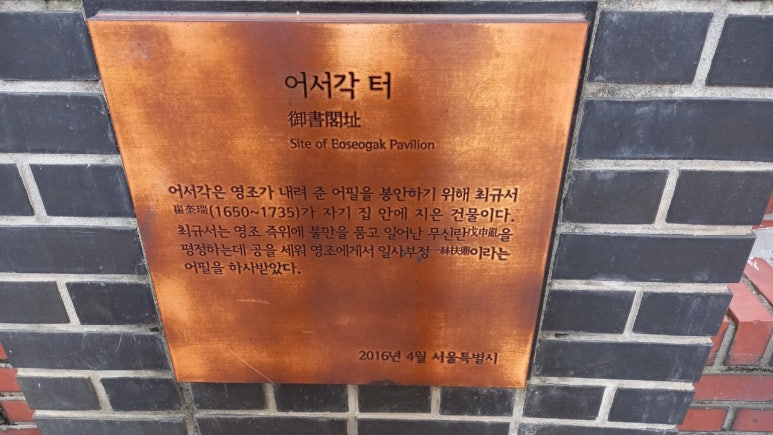 어서각 터
御書閣址
Site of Eoseogak Pavilion
어서각은 영조가 내려 준 어필을 봉안하기 위해 최규서
崔奎瑞(1650~1735)가 자기 집 안에 지은 건물이다.
최규서는 영조 즉위에 불만을 품고 일어난 무신란戊申亂을
평정하는데 공을 세워 영조에게서 일사부정一絲扶鼎이라는
어필을 하사받았다.
2016년 4월 서울특별시